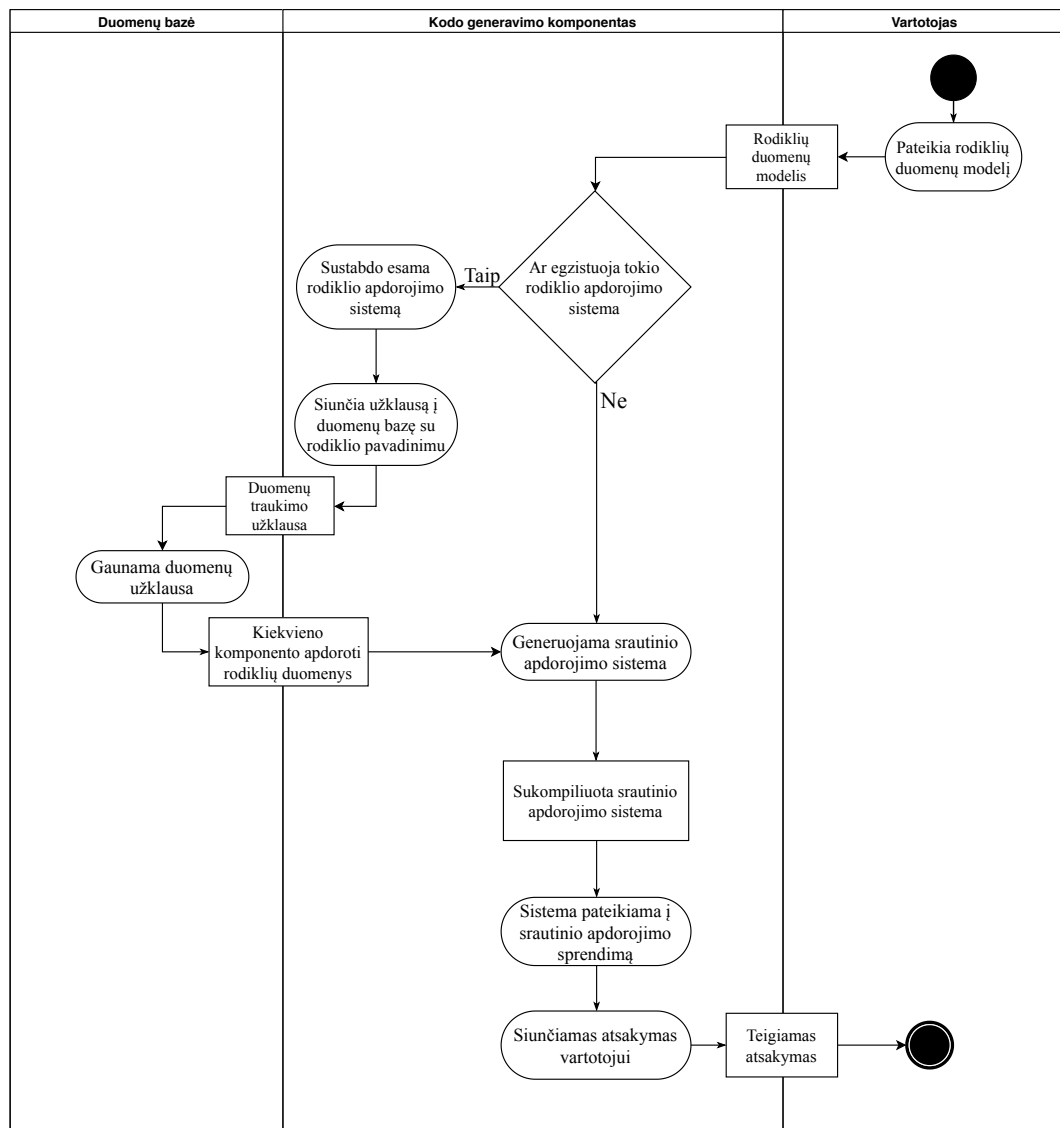 Duomenų bazė
Kodo generavimo komponentas
Vartotojas
Pateikia rodiklių
duomenų modelį
Rodiklių
duomenų
modelis
Ar egzistuoja tokio
rodiklio apdorojimo
sistema
Taip
Sustabdo esama
rodiklio apdorojimo
sistemą
Ne
Siunčia užklausą į
duomenų bazę su
rodiklio pavadinimu
Duomenų
traukimo
užklausa
Gaunama duomenų
užklausa
Kiekvieno
komponento apdoroti
rodiklių duomenys
Generuojama srautinio
apdorojimo sistema
Sukompiliuota srautinio
apdorojimo sistema
Sistema pateikiama į
srautinio apdorojimo
sprendimą
Siunčiamas atsakymas
vartotojui
Teigiamas
atsakymas